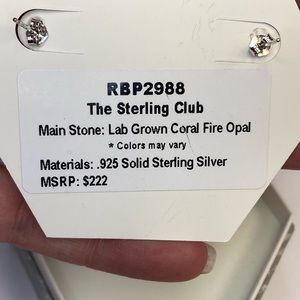 RBP2988
The Sterling Club
Main Stone: Lab Grown Coral Fire Opal
* Colors may vary
Materials: .925 Solid Sterling Silver
MSRP: $222